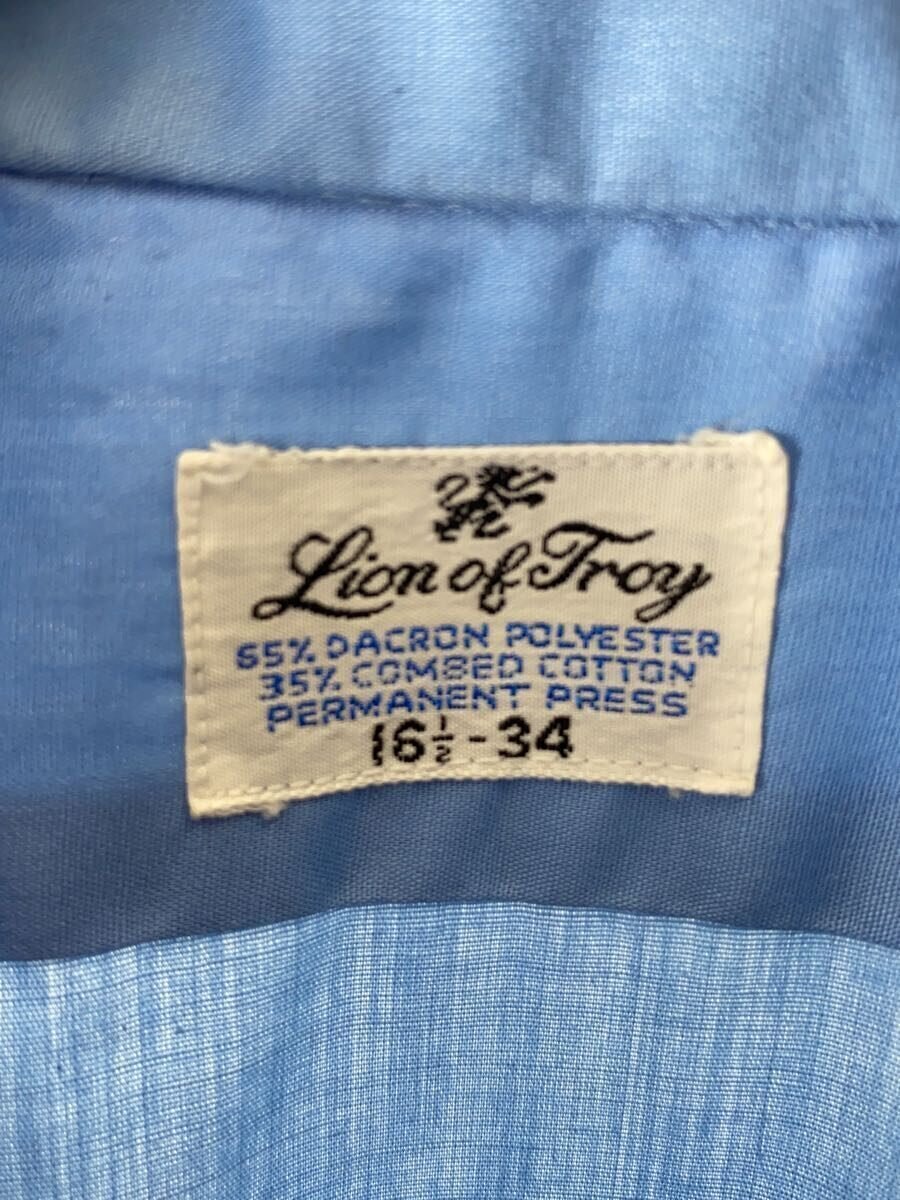 Lion of Troy
65% DACRON POLYESTER
35% COMBED COTTON
PERMANENT PRESS
16½-34